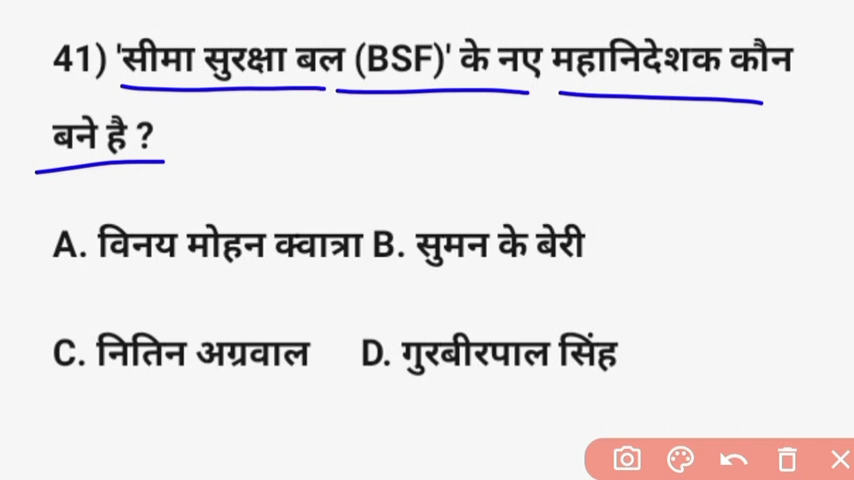 41) 'सीमा सुरक्षा बल (BSF)' के नए महानिदेशक कौन
बने है ?
A. विनय मोहन क्वात्रा B. सुमन के बेरी
C. नितिन अग्रवाल D. गुरबीरपाल सिंह